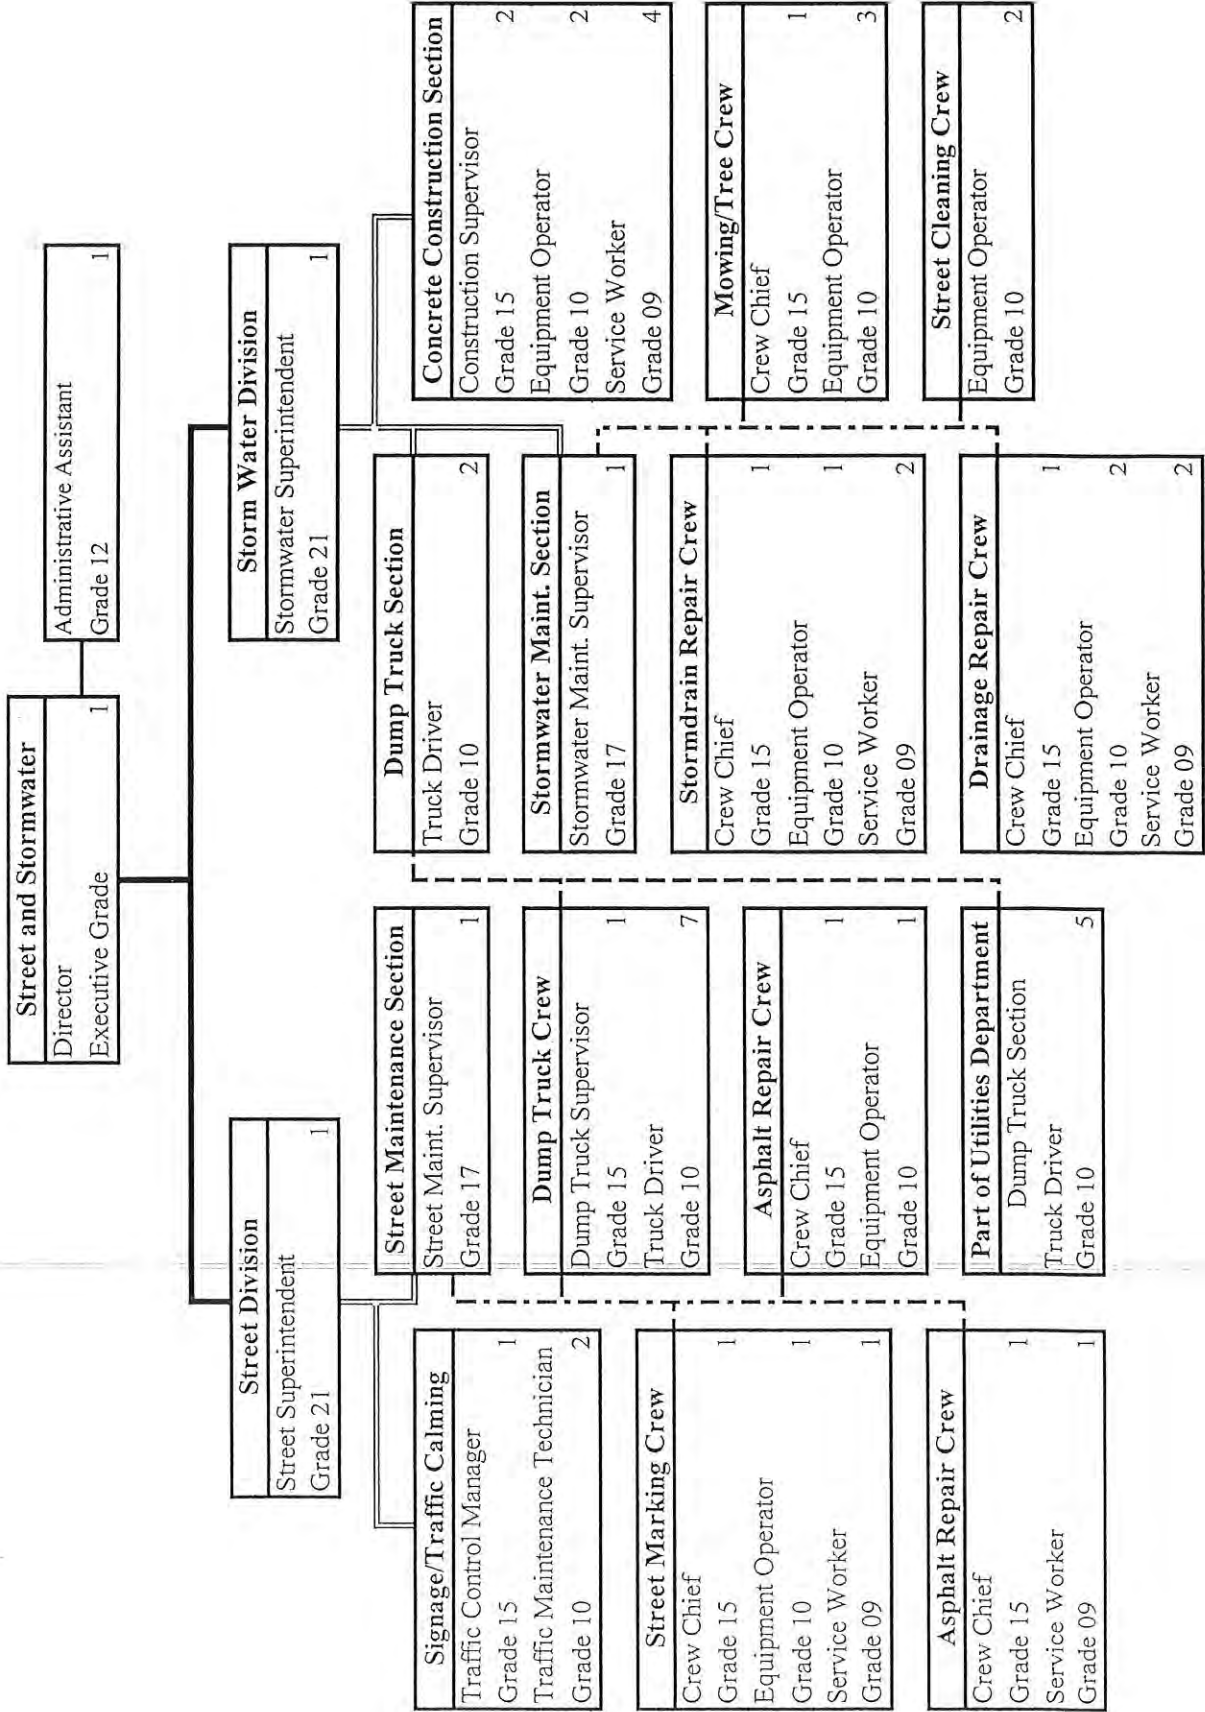 Street and Stormwater
Director
Executive Grade 1
Administrative Assistant
Grade 12 1
Street Division
Street Superintendent
Grade 21 1
Storm Water Division
Stormwater Superintendent
Grade 21 1
Signage/Traffic Calming
Traffic Control Manager
Grade 15 1
Traffic Maintenance Technician
Grade 10 2
Street Marking Crew
Crew Chief
Grade 15 1
Equipment Operator
Grade 10 1
Service Worker
Grade 09 1
Asphalt Repair Crew
Crew Chief
Grade 15 1
Service Worker
Grade 09 1
Street Maintenance Section
Street Maint. Supervisor
Grade 17 1
Dump Truck Crew
Dump Truck Supervisor
Grade 15 1
Truck Driver
Grade 10 7
Asphalt Repair Crew
Crew Chief
Grade 15 1
Equipment Operator
Grade 10 1
Part of Utilities Department
Dump Truck Section
Truck Driver
Grade 10 5
Dump Truck Section
Truck Driver
Grade 10 2
Stornwater Maint. Section
Stormwater Maint. Supervisor
Grade 17 1
Stormdrain Repair Crew
Crew Chief
Grade 15 1
Equipment Operator
Grade 10 1
Service Worker
Grade 09 2
Drainage Repair Crew
Crew Chief
Grade 15 1
Equipment Operator
Grade 10 2
Service Worker
Grade 09 2
Concrete Construction Section
Construction Supervisor
Grade 15 2
Equipment Operator
Grade 10 2
Service Worker
Grade 09 4
Mowing/Tree Crew
Crew Chief
Grade 15 1
Equipment Operator
Grade 10 3
Street Cleaning Crew
Equipment Operator
Grade 10 2